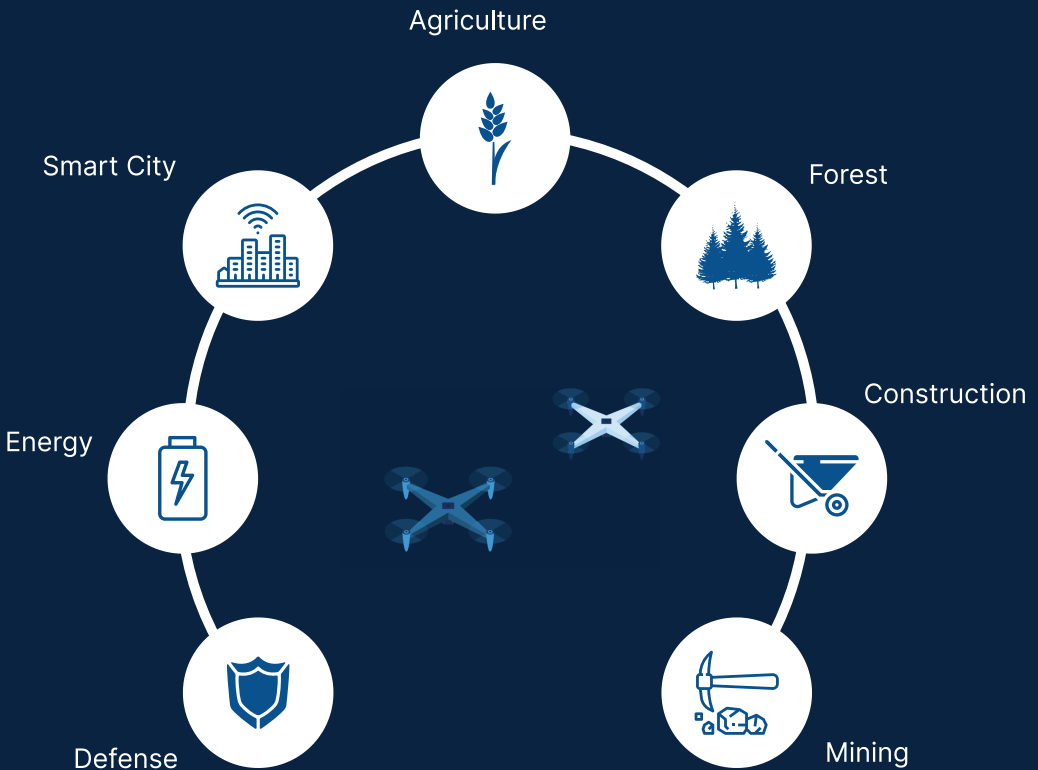 Agriculture
Smart City
Forest
Construction
Energy
Mining
Defense